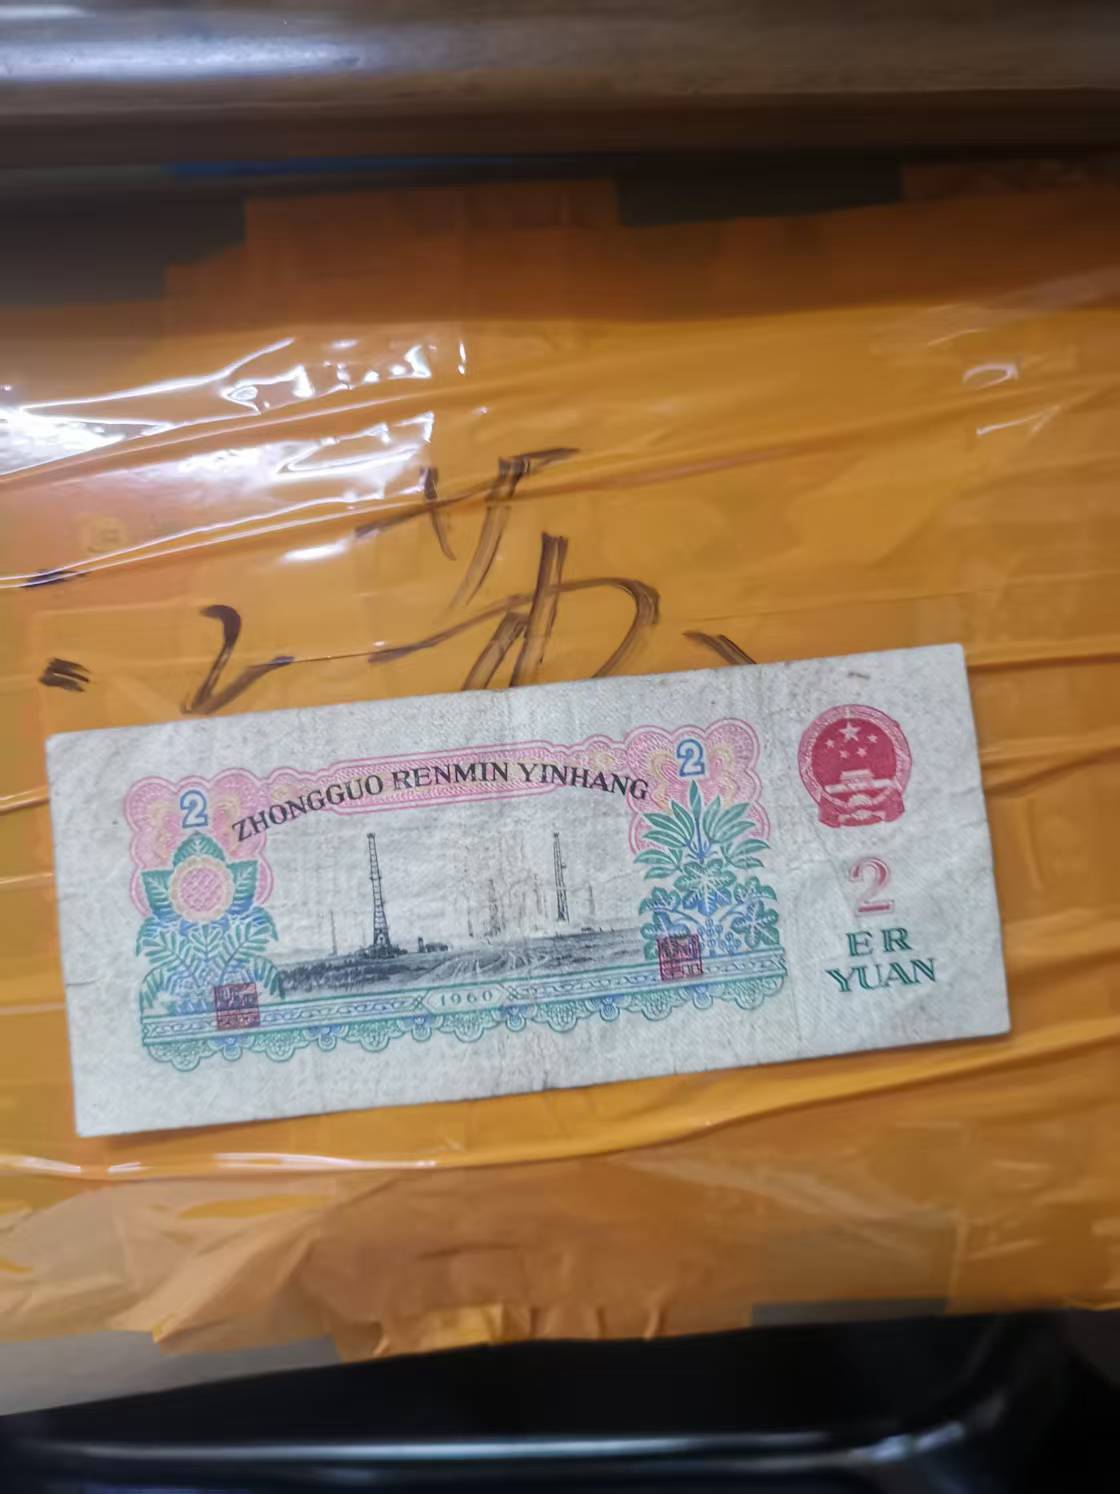 2
ZHONGGUO RENMIN YINHANG
2
1960
2
ER
YUAN